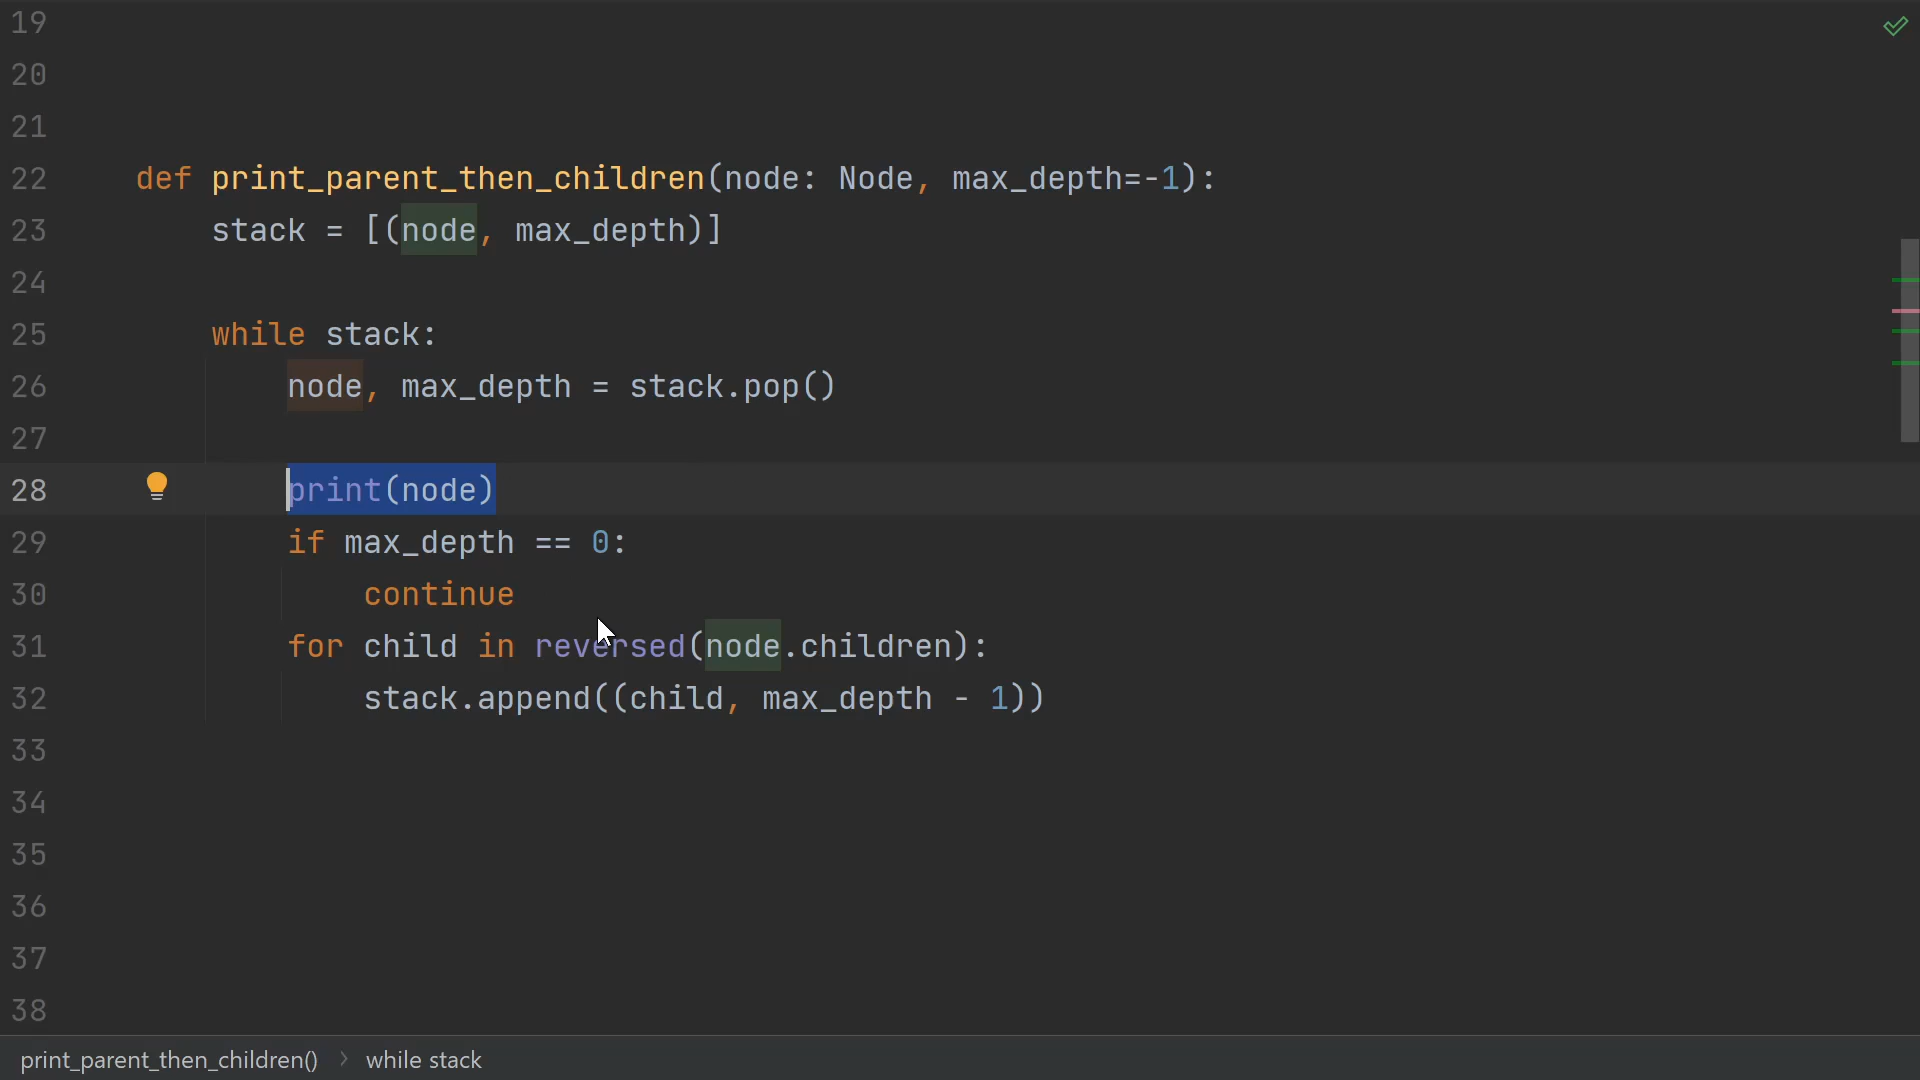 19
20
21
22 def print_parent_then_children(node: Node, max_depth=-1):
23 stack = [(node, max_depth)]
24
25 while stack:
26 node, max_depth = stack.pop()
27
28 print(node)
29 if max_depth == 0:
30 continue
31 for child in reversed(node.children):
32 stack.append((child, max_depth - 1))
33
34
35
36
37
38
print_parent_then_children() > while stack